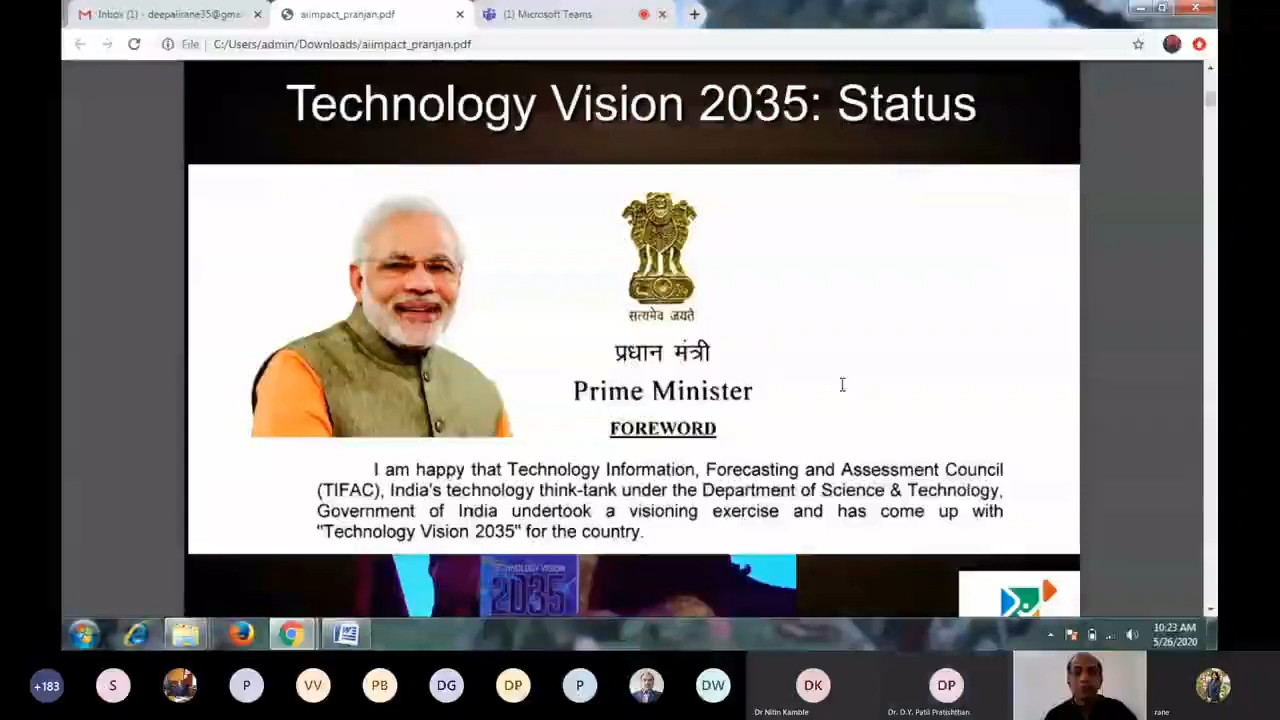 Inbox (1) - deepalirane35@gma
aiimpact_pranjan.pdf
(1) Microsoft Teams
File
C:/Users/admin/Downloads/aiimpact_pranjan.pdf
Technology Vision 2035: Status
सत्यमेव जयते
प्रधान मंत्री
Prime Minister
FOREWORD
I am happy that Technology Information, Forecasting and Assessment Council
(TIFAC), India's technology think-tank under the Department of Science & Technology,
Government of India undertook a visioning exercise and has come up with
"Technology Vision 2035" for the country.
TECHNOLOGY VISION
2035
10:23 AM
5/26/2020
+183
S
P
VV
PB
DG
DP
P
DW
DK
DP
Dr Nitin Kamble
Dr. D.Y. Patil Pratishthan
rane